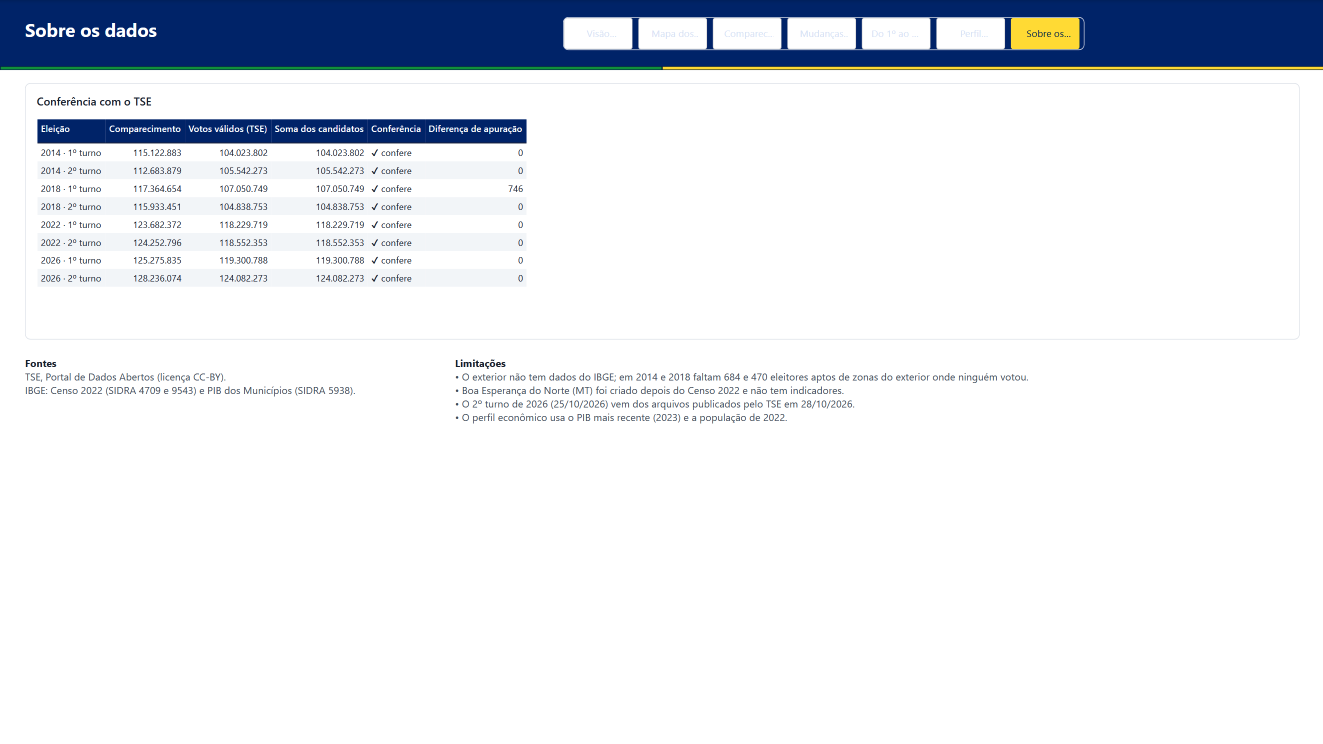 Sobre os dados
Visão... Mapa dos... Comparec... Mudanças... Do 1º ao ... Perfil... Sobre os...
Conferência com o TSE
Eleição Comparecimento Votos válidos (TSE) Soma dos candidatos Conferência Diferença de apuração
2014 · 1º turno 115.122.883 104.023.802 104.023.802 ✓ confere 0
2014 · 2º turno 112.683.879 105.542.273 105.542.273 ✓ confere 0
2018 · 1º turno 117.364.654 107.050.749 107.050.749 ✓ confere 746
2018 · 2º turno 115.933.451 104.838.753 104.838.753 ✓ confere 0
2022 · 1º turno 123.682.372 118.229.719 118.229.719 ✓ confere 0
2022 · 2º turno 124.252.796 118.552.353 118.552.353 ✓ confere 0
2026 · 1º turno 125.275.835 119.300.788 119.300.788 ✓ confere 0
2026 · 2º turno 128.236.074 124.082.273 124.082.273 ✓ confere 0
Fontes
TSE, Portal de Dados Abertos (licença CC-BY).
IBGE: Censo 2022 (SIDRA 4709 e 9543) e PIB dos Municípios (SIDRA 5938).
Limitações
• O exterior não tem dados do IBGE; em 2014 e 2018 faltam 684 e 470 eleitores aptos de zonas do exterior onde ninguém votou.
• Boa Esperança do Norte (MT) foi criado depois do Censo 2022 e não tem indicadores.
• O 2º turno de 2026 (25/10/2026) vem dos arquivos publicados pelo TSE em 28/10/2026.
• O perfil econômico usa o PIB mais recente (2023) e a população de 2022.